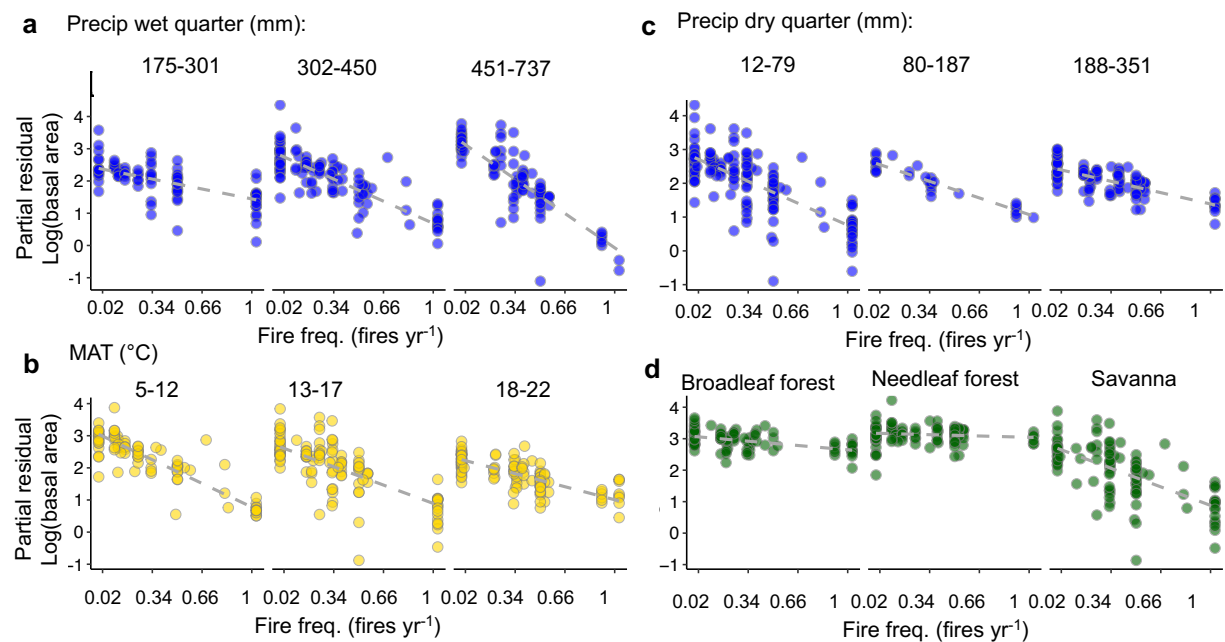 a Precip wet quarter (mm):
175-301 302-450 451-737
Partial residual
Log(basal area)
4
3
2
1
0
-1
0.02 0.34 0.66 1 0.02 0.34 0.66 1 0.02 0.34 0.66 1
Fire freq. (fires yr-1)
c Precip dry quarter (mm):
12-79 80-187 188-351
4
3
2
1
0
−1
0.02 0.34 0.66 1 0.02 0.34 0.66 1 0.02 0.34 0.66 1
Fire freq. (fires yr-1)
b MAT (°C)
5-12 13-17 18-22
Partial residual
Log(basal area)
4
3
2
1
0
-1
0.02 0.34 0.66 1 0.02 0.34 0.66 1 0.02 0.34 0.66 1
Fire freq. (fires yr-1)
d
Broadleaf forest Needleaf forest Savanna
4
3
2
1
0
-1
0.02 0.34 0.66 1 0.02 0.34 0.66 1 0.02 0.34 0.66 1
Fire freq. (fires yr-1)